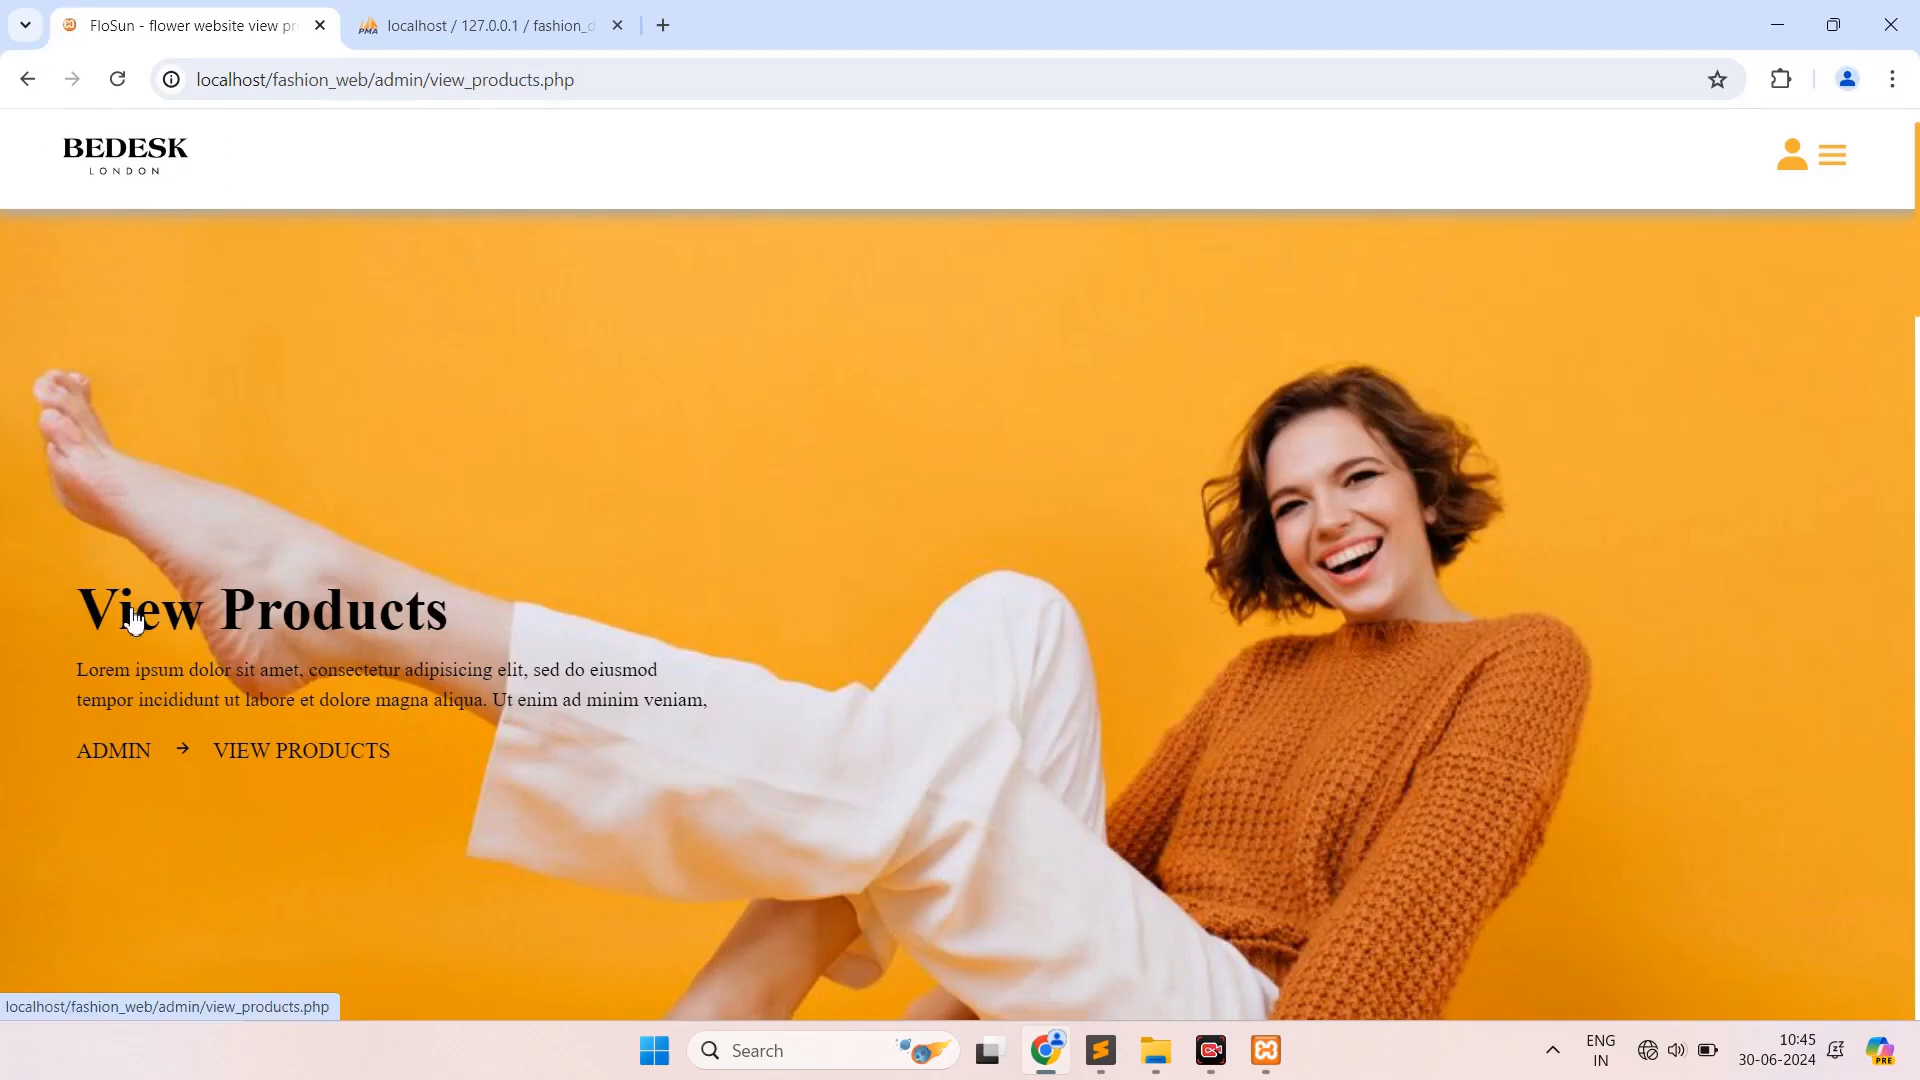 FloSun - flower website view pr
localhost / 127.0.0.1 / fashion_d
localhost/fashion_web/admin/view_products.php
BEDESK
LONDON
View Products
Lorem ipsum dolor sit amet, consectetur adipisicing elit, sed do eiusmod
tempor incididunt ut labore et dolore magna aliqua. Ut enim ad minim veniam,
ADMIN → VIEW PRODUCTS
localhost/fashion_web/admin/view_products.php
Search
ENG
IN
10:45
30-06-2024
PRE